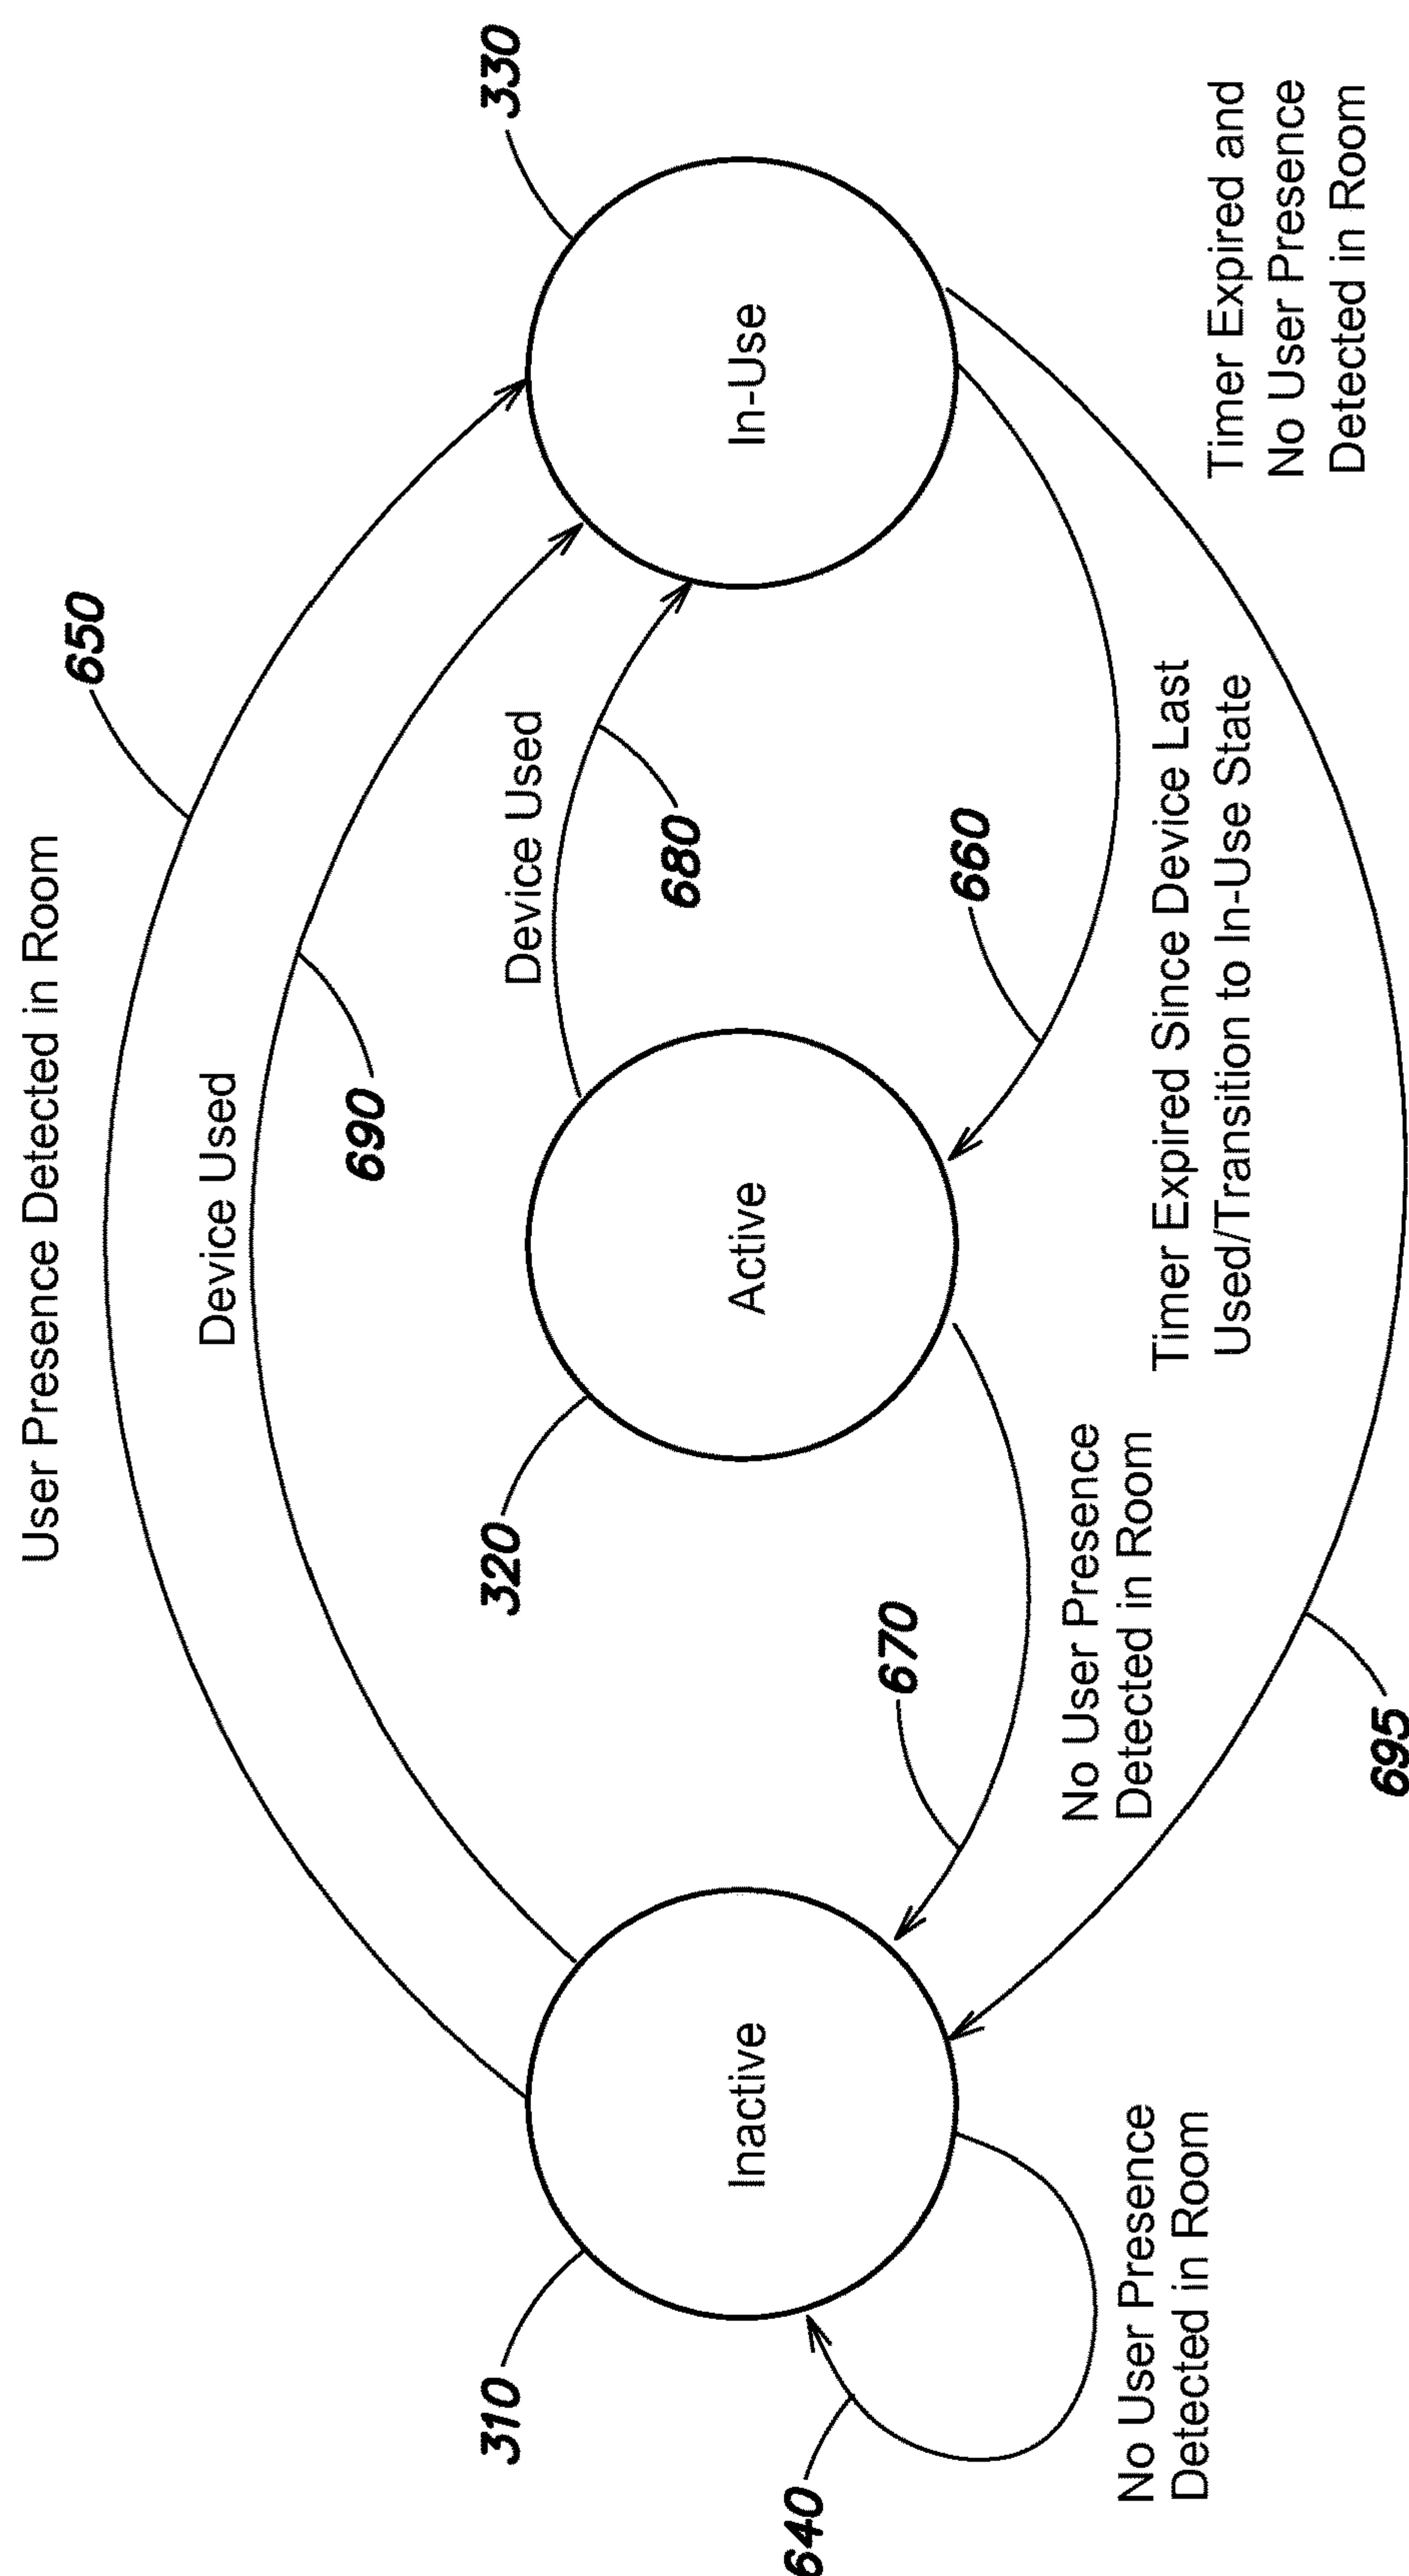 User Presence Detected in Room
650
Device Used
690
Device Used
680
310
320
330
Inactive
Active
In-Use
640
670
660
No User Presence
Detected in Room
No User Presence
Detected in Room
Timer Expired Since Device Last
Used/Transition to In-Use State
Timer Expired and
No User Presence
Detected in Room
695